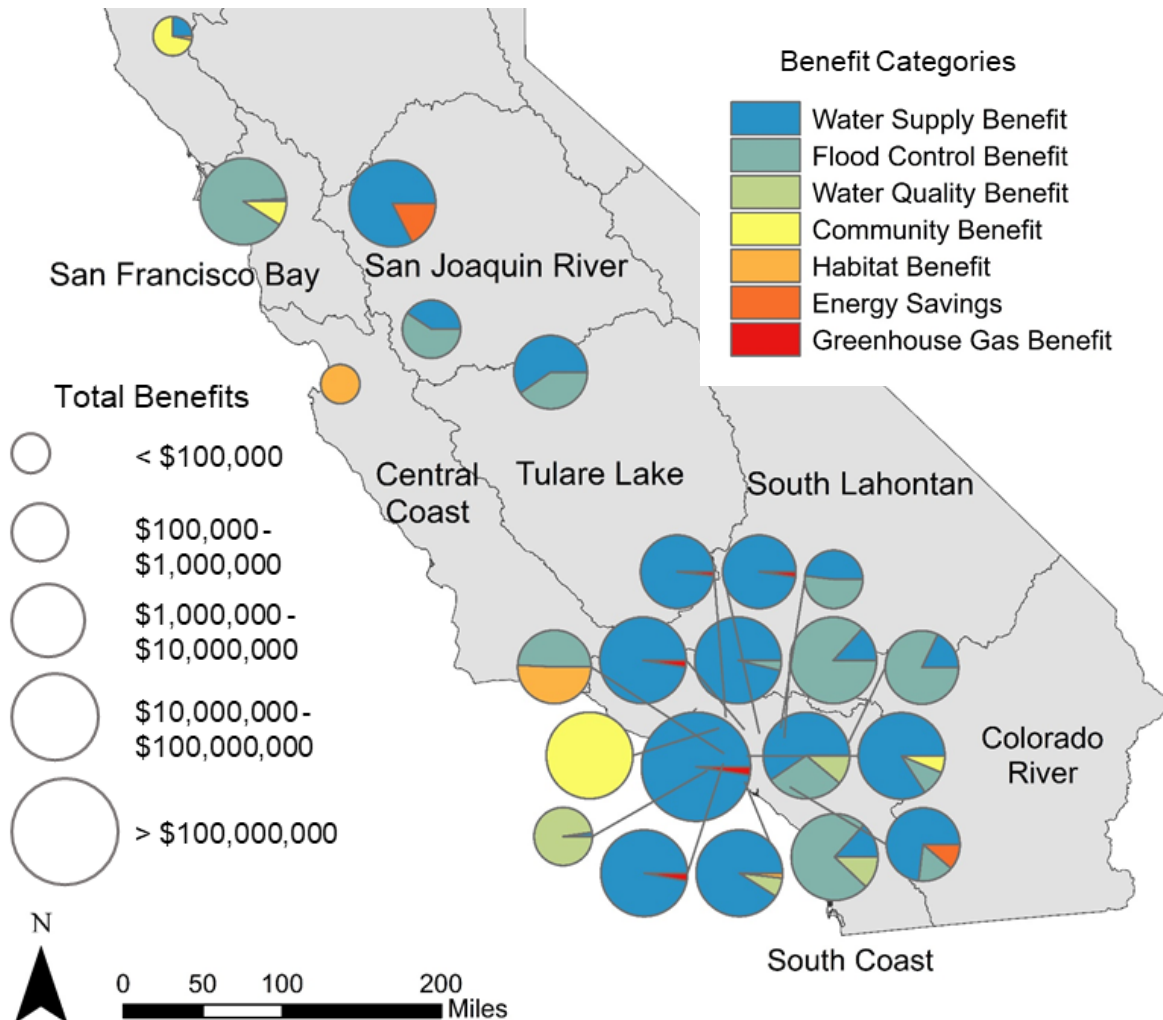 Benefit Categories
Water Supply Benefit
Flood Control Benefit
Water Quality Benefit
Community Benefit
Habitat Benefit
Energy Savings
Greenhouse Gas Benefit
San Francisco Bay
San Joaquin River
Central
Coast
Tulare Lake
South Lahontan
Colorado
River
South Coast
Total Benefits
< $100,000
$100,000-
$1,000,000
$1,000,000-
$10,000,000
$10,000,000-
$100,000,000
> $100,000,000
N
0 50 100 200
Miles